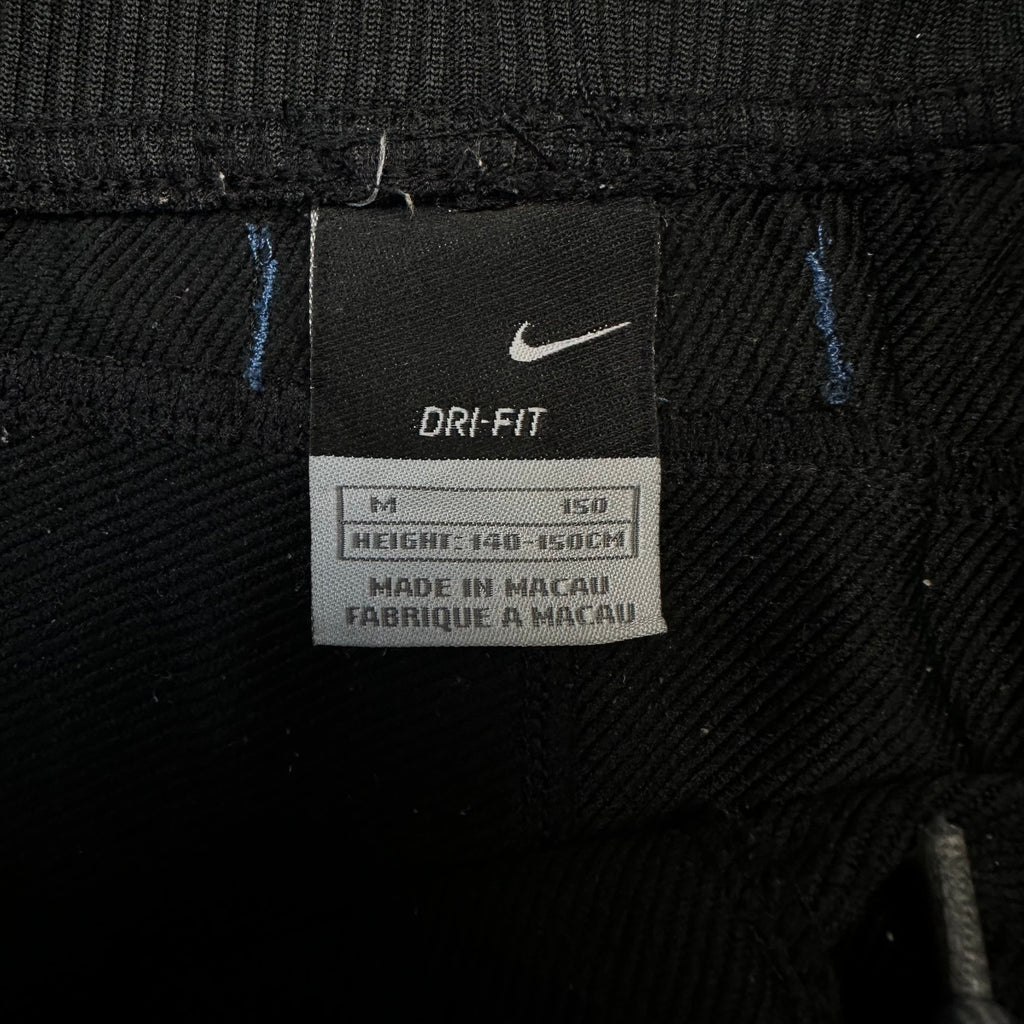 DRI-FIT
M 150
HEIGHT: 140-150CM
MADE IN MACAU
FABRIQUE A MACAU